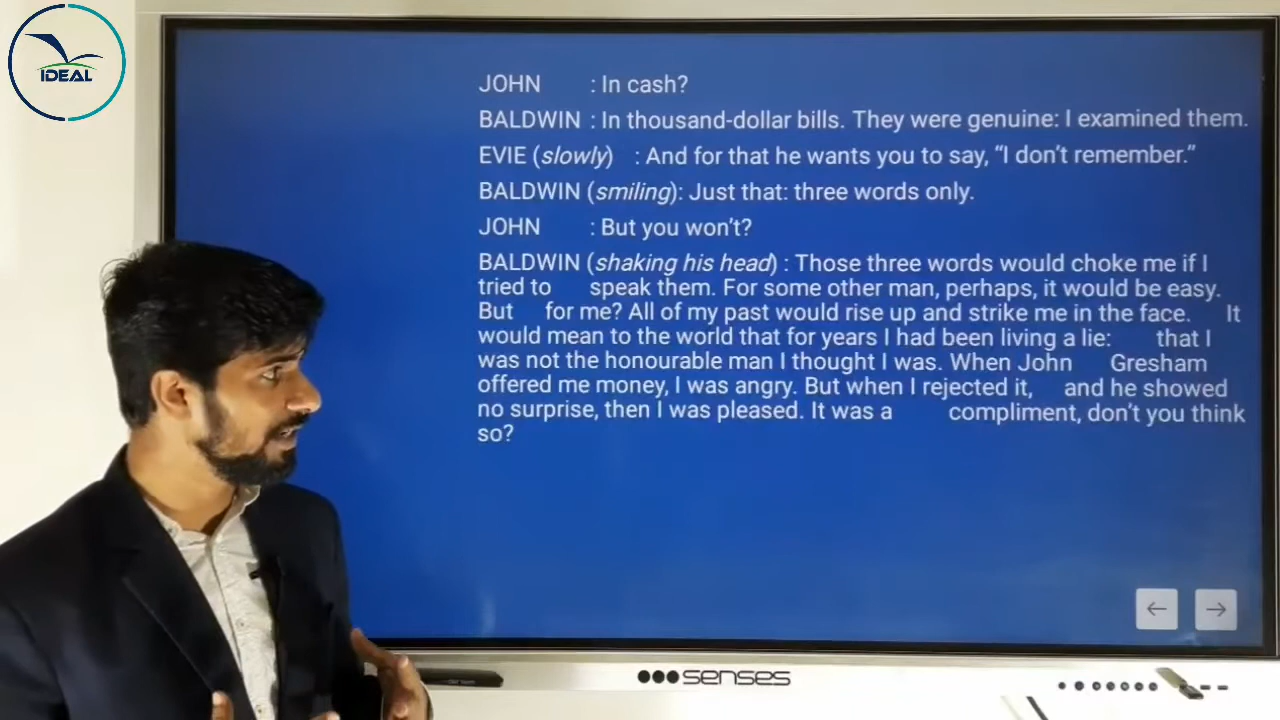 IDEAL
JOHN : In cash?
BALDWIN : In thousand-dollar bills. They were genuine: I examined them.
EVIE (slowly) : And for that he wants you to say, “I don’t remember.”
BALDWIN (smiling): Just that: three words only.
JOHN : But you won’t?
BALDWIN (shaking his head) : Those three words would choke me if I
tried to speak them. For some other man, perhaps, it would be easy.
But for me? All of my past would rise up and strike me in the face. It
would mean to the world that for years I had been living a lie: that I
was not the honourable man I thought I was. When John Gresham
offered me money, I was angry. But when I rejected it, and he showed
no surprise, then I was pleased. It was a compliment, don’t you think
so?
senses